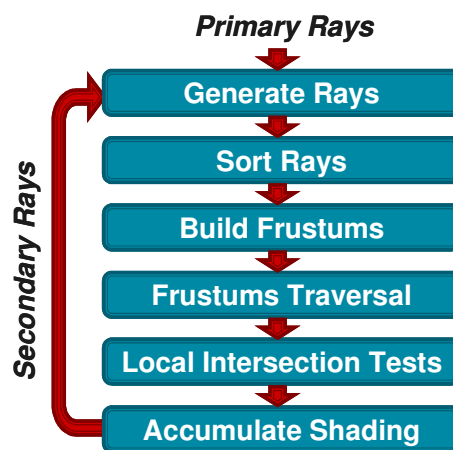 Primary Rays
Generate Rays
Sort Rays
Build Frustums
Frustums Traversal
Local Intersection Tests
Accumulate Shading
Secondary Rays